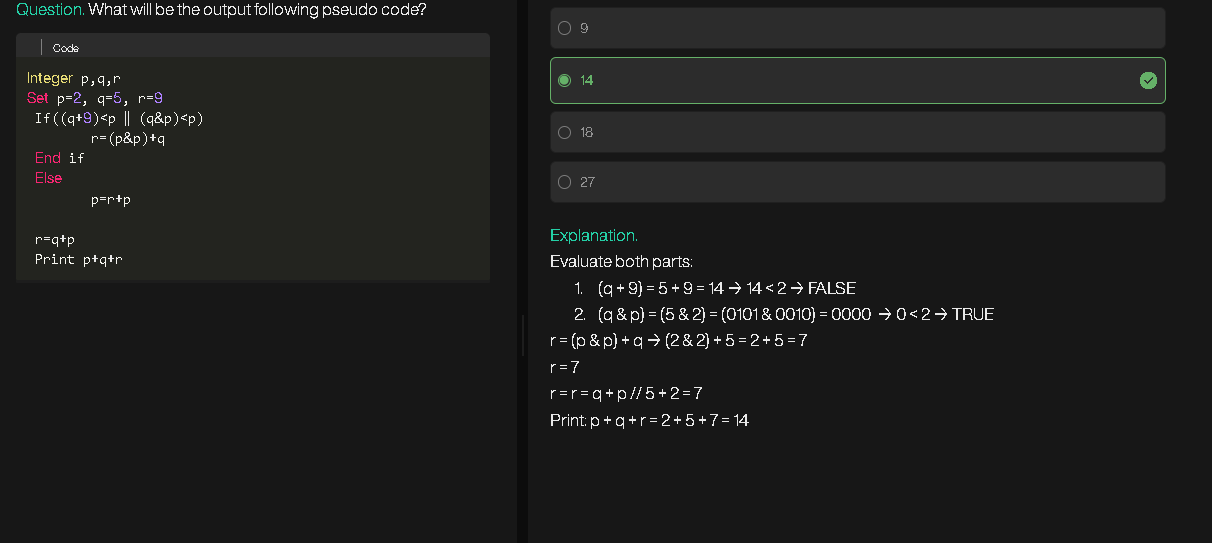 Question. What will be the output following pseudo code?
Code
Integer p,q,r
Set p=2, q=5, r=9
If((q+9)<p || (q&p)<p)
r=(p&p)+q
End if
Else
p=r+p
r=q+p
Print p+q+r
9
14
18
27
Explanation.
Evaluate both parts:
1. (q + 9) = 5 + 9 = 14 → 14 < 2 → FALSE
2. (q & p) = (5 & 2) = (0101 & 0010) = 0000 → 0 < 2 → TRUE
r = (p & p) + q → (2 & 2) + 5 = 2 + 5 = 7
r = 7
r = r = q + p // 5 + 2 = 7
Print: p + q + r = 2 + 5 + 7 = 14